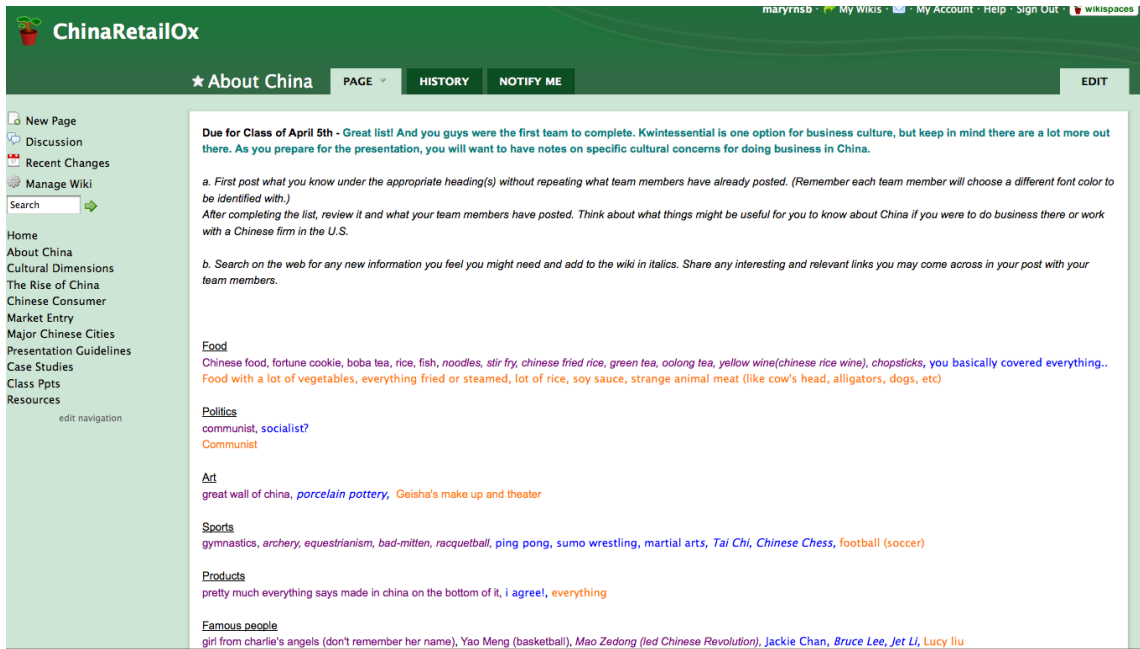 maryrnsb · My Wikis · · My Account · Help · Sign Out · wikispaces
ChinaRetailOx
About China PAGE HISTORY NOTIFY ME EDIT
New Page
Discussion
Recent Changes
Manage Wiki
Search
Home
About China
Cultural Dimensions
The Rise of China
Chinese Consumer
Market Entry
Major Chinese Cities
Presentation Guidelines
Case Studies
Class Ppts
Resources
edit navigation
Due for Class of April 5th - Great list! And you guys were the first team to complete. Kwintessential is one option for business culture, but keep in mind there are a lot more out
there. As you prepare for the presentation, you will want to have notes on specific cultural concerns for doing business in China.
a. First post what you know under the appropriate heading(s) without repeating what team members have already posted. (Remember each team member will choose a different font color to
be identified with.)
After completing the list, review it and what your team members have posted. Think about what things might be useful for you to know about China if you were to do business there or work
with a Chinese firm in the U.S.
b. Search on the web for any new information you feel you might need and add to the wiki in italics. Share any interesting and relevant links you may come across in your post with your
team members.
Food
Chinese food, fortune cookie, boba tea, rice, fish, noodles, stir fry, chinese fried rice, green tea, oolong tea, yellow wine(chinese rice wine), chopsticks, you basically covered everything..
Food with a lot of vegetables, everything fried or steamed, lot of rice, soy sauce, strange animal meat (like cow's head, alligators, dogs, etc)
Politics
communist, socialist?
Communist
Art
great wall of china, porcelain pottery, Geisha's make up and theater
Sports
gymnastics, archery, equestrianism, bad-mitten, racquetball, ping pong, sumo wrestling, martial arts, Tai Chi, Chinese Chess, football (soccer)
Products
pretty much everything says made in china on the bottom of it, i agree!, everything
Famous people
girl from charlie's angels (don't remember her name), Yao Meng (basketball), Mao Zedong (led Chinese Revolution), Jackie Chan, Bruce Lee, Jet Li, Lucy liu